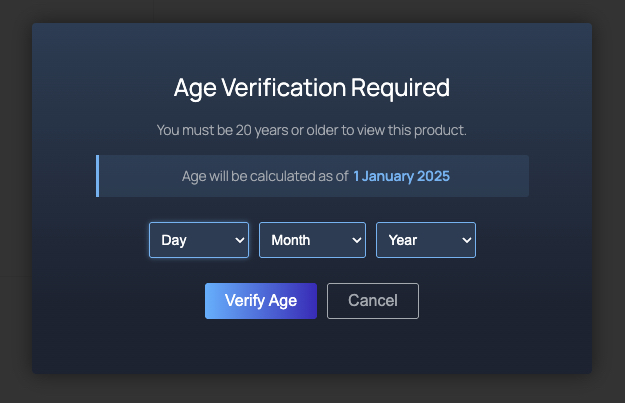 Age Verification Required
You must be 20 years or older to view this product.
Age will be calculated as of 1 January 2025
Day Month Year
Verify Age Cancel